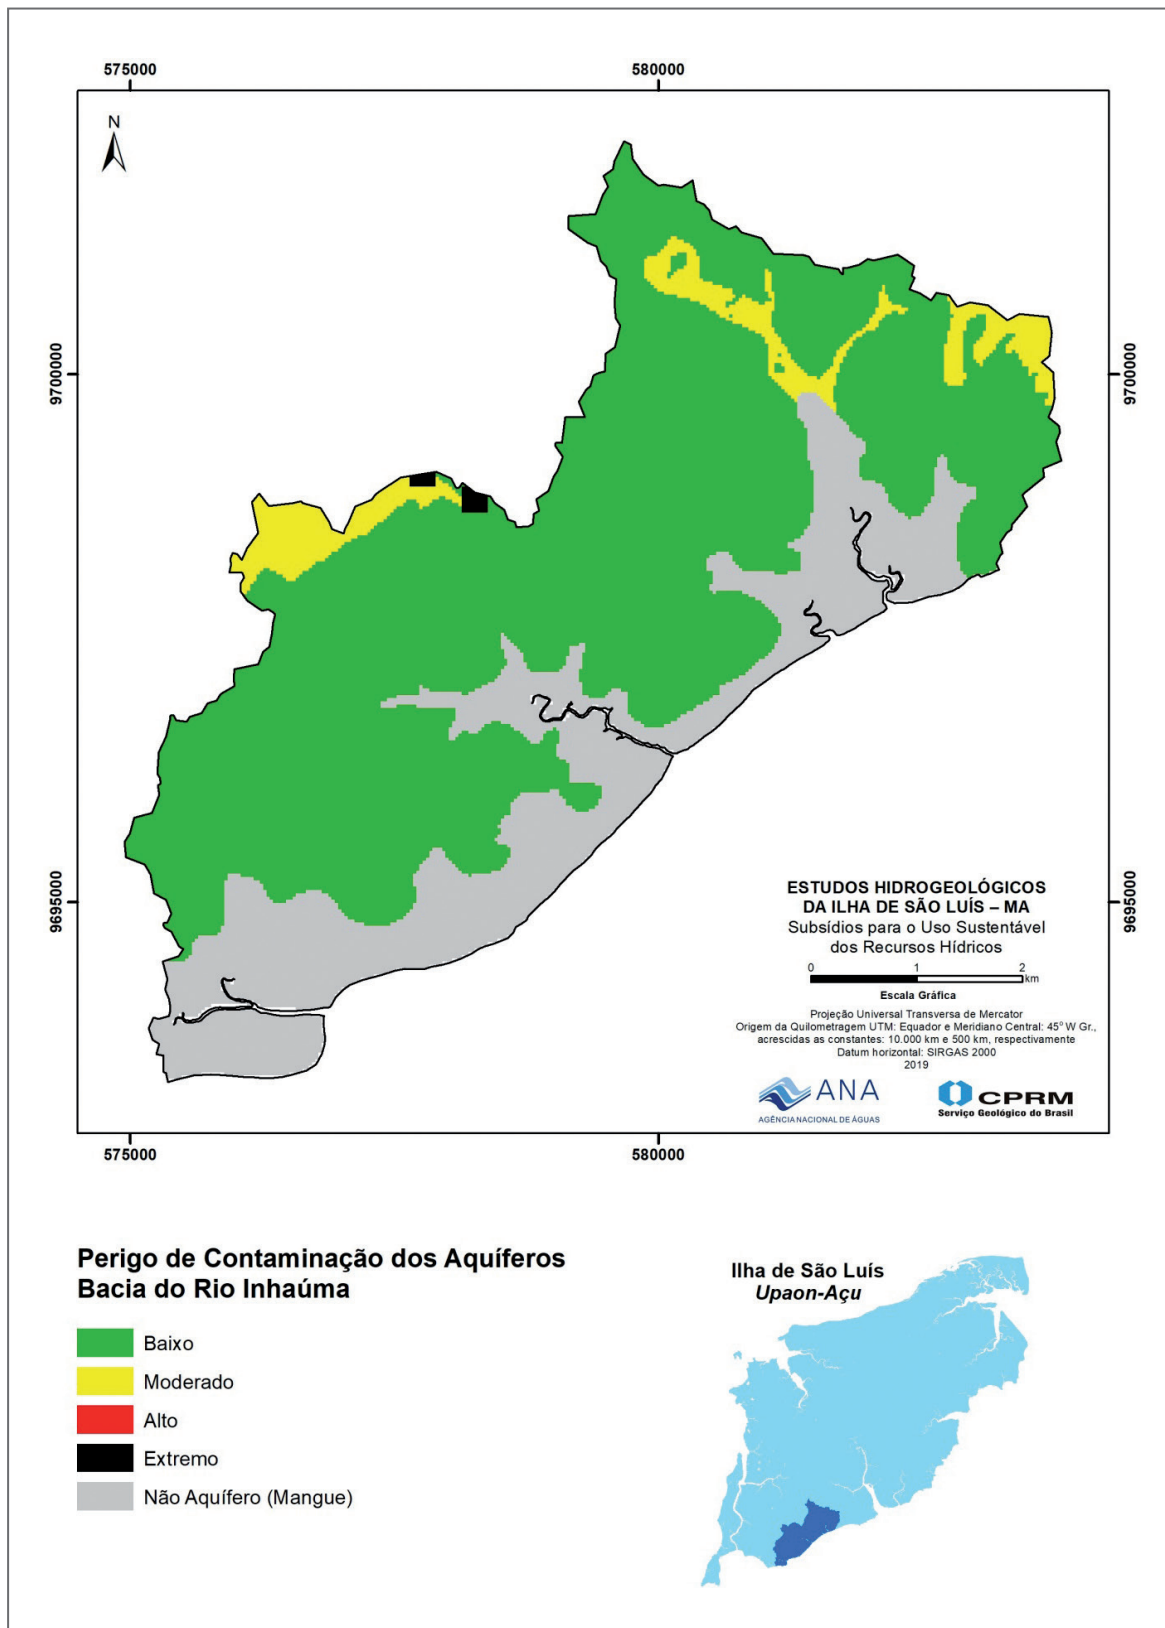 575000
580000
N
9700000
9700000
9695000
9695000
ESTUDOS HIDROGEOLÓGICOS
DA ILHA DE SÃO LUÍS – MA
Subsídios para o Uso Sustentável
dos Recursos Hídricos
0 1 2
km
Escala Gráfica
Projeção Universal Transversa de Mercator
Origem da Quilometragem UTM: Equador e Meridiano Central: 45° W Gr.,
acrescidas as constantes: 10.000 km e 500 km, respectivamente
Datum horizontal: SIRGAS 2000
2019
ANA
AGÊNCIA NACIONAL DE ÁGUAS
CPRM
Serviço Geológico do Brasil
575000
580000
Perigo de Contaminação dos Aquíferos
Bacia do Rio Inhaúma
Baixo
Moderado
Alto
Extremo
Não Aquífero (Mangue)
Ilha de São Luís
Upaon-Açu